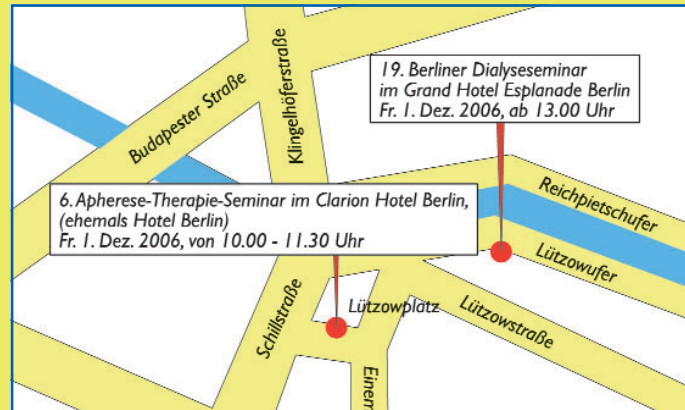 Budapester Straße
Klingelhöferstraße
19. Berliner Dialyseseminar
im Grand Hotel Esplanade Berlin
Fr. 1. Dez. 2006, ab 13.00 Uhr
6. Apherese-Therapie-Seminar im Clarion Hotel Berlin,
(ehemals Hotel Berlin)
Fr. 1. Dez. 2006, von 10.00 - 11.30 Uhr
Reichpietschufer
Lützowufer
Lützowplatz
Schillstraße
Lützowstraße
Einem